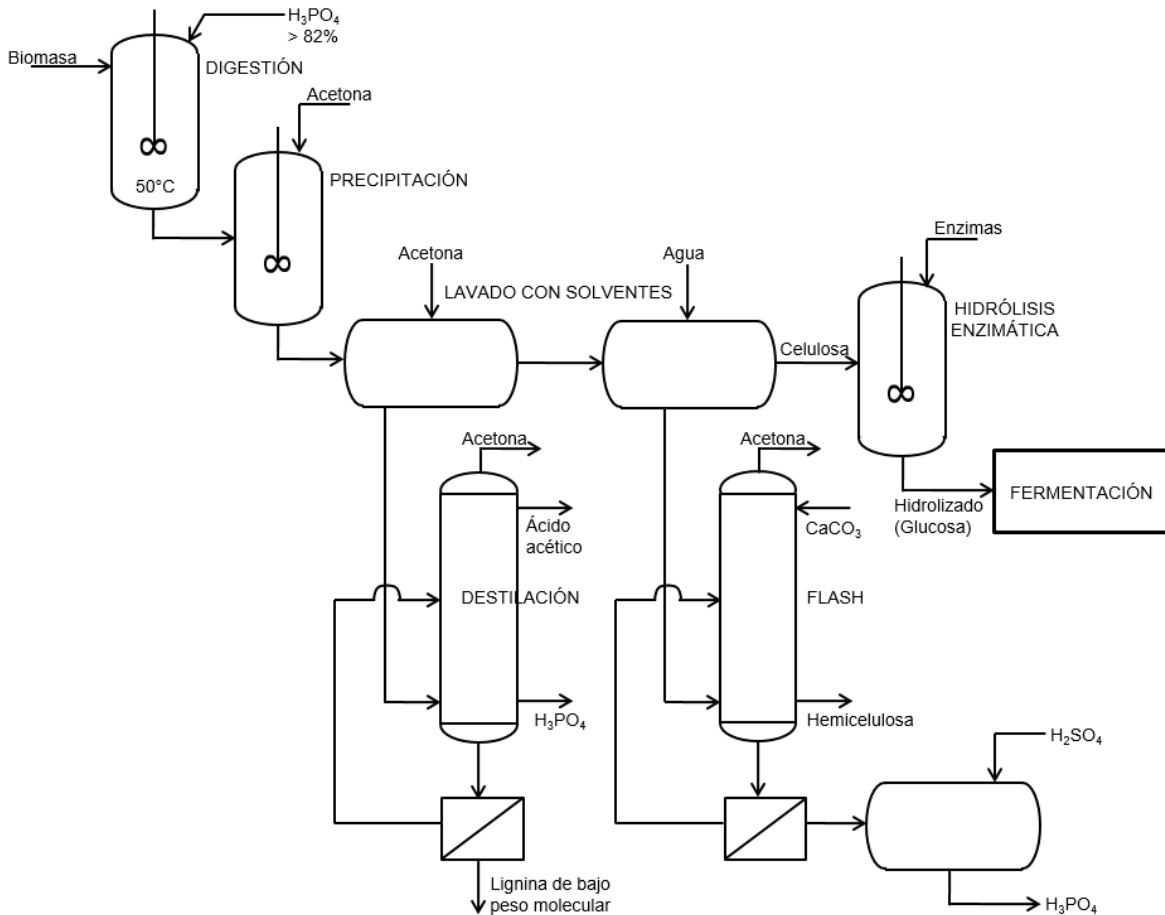 H₃PO₄
> 82%
Biomasa
DIGESTIÓN
Acetona
50°C
PRECIPITACIÓN
Acetona
Agua
Enzimas
LAVADO CON SOLVENTES
HIDRÓLISIS
ENZIMÁTICA
Celulosa
Acetona
Acetona
FERMENTACIÓN
Hidrolizado
(Glucosa)
Ácido
acético
CaCO₃
DESTILACIÓN
FLASH
H₃PO₄
Hemicelulosa
H₂SO₄
Lignina de bajo
peso molecular
H₃PO₄